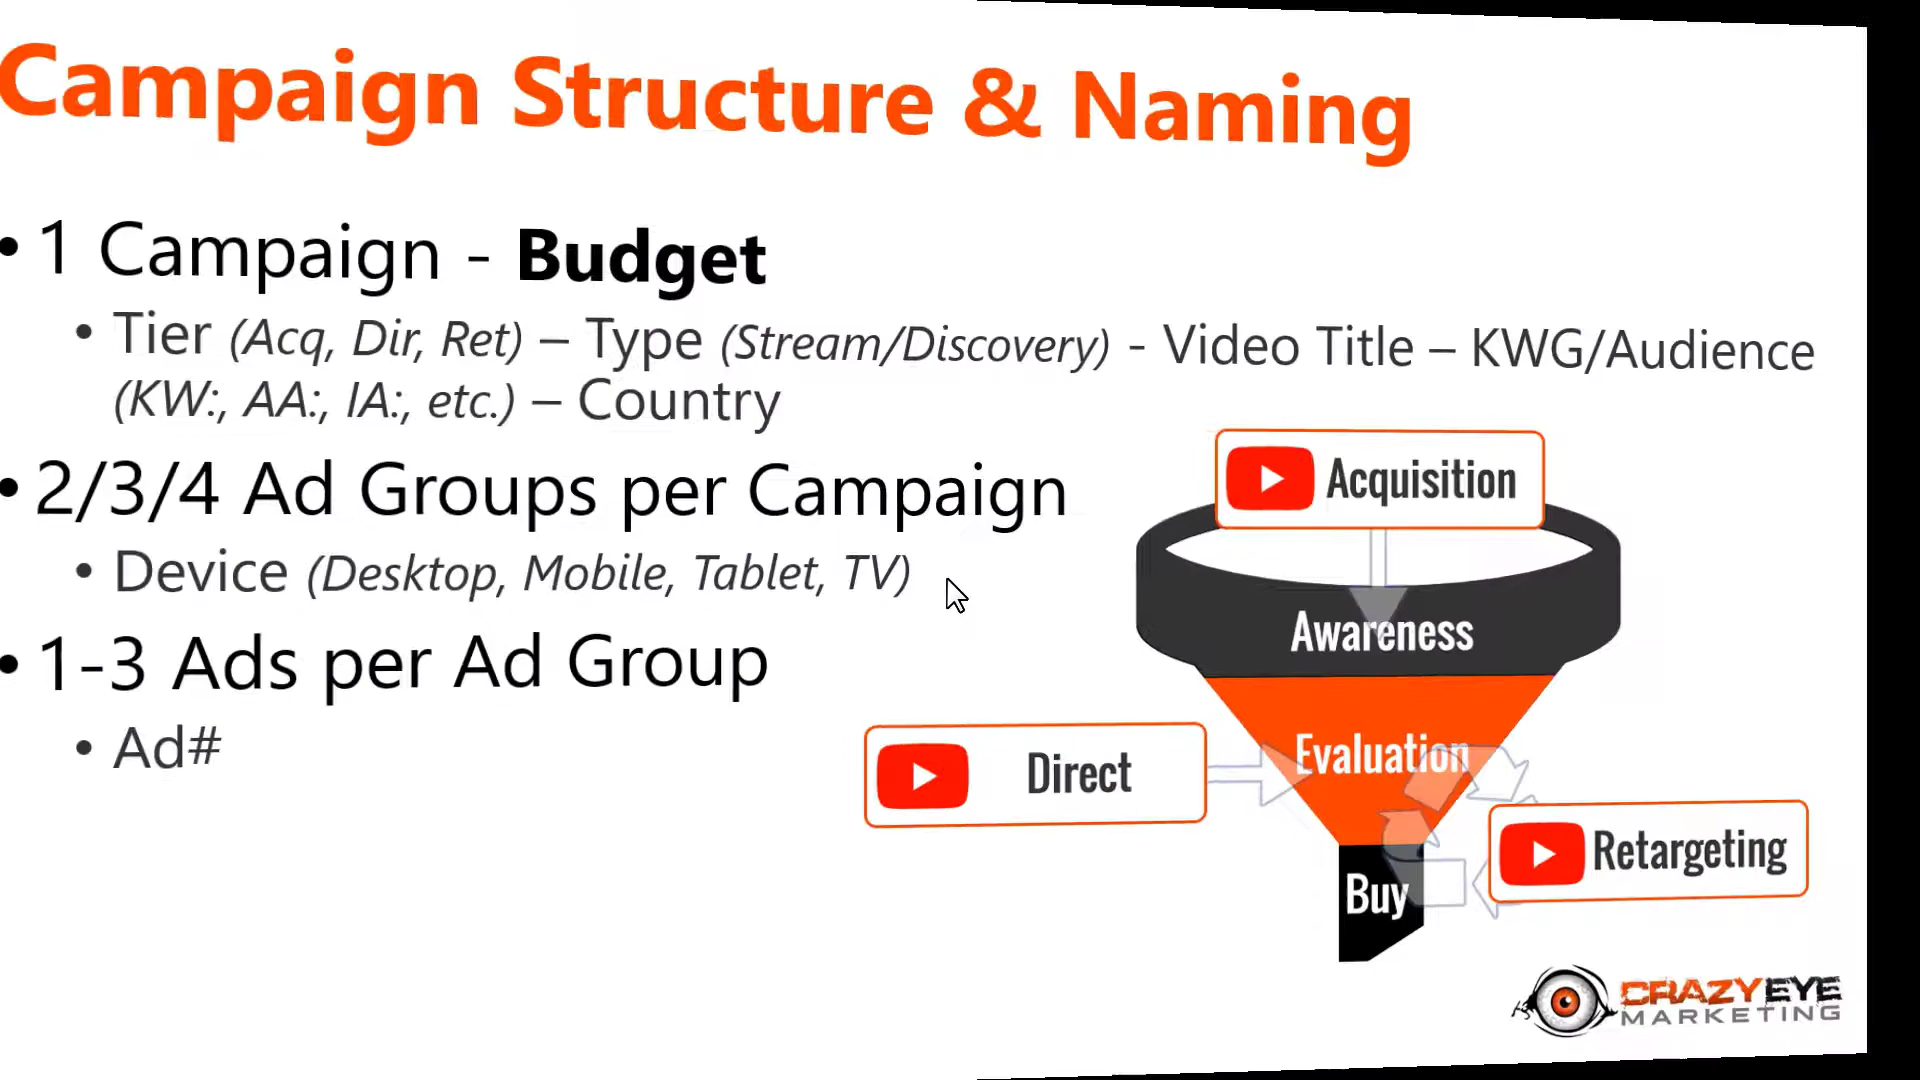 Campaign Structure & Naming
• 1 Campaign - Budget
• Tier (Acq, Dir, Ret) – Type (Stream/Discovery) - Video Title – KWG/Audience
(KW:, AA:, IA:, etc.) – Country
• 2/3/4 Ad Groups per Campaign
• Device (Desktop, Mobile, Tablet, TV)
• 1-3 Ads per Ad Group
• Ad#
Acquisition
Awareness
Evaluation
Direct
Retargeting
Buy
CRAZYEYE
MARKETING